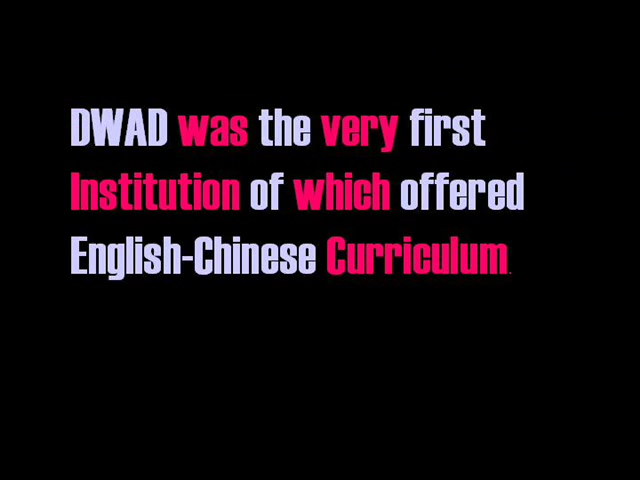 DWAD was the very first
Institution of which offered
English-Chinese Curriculum.